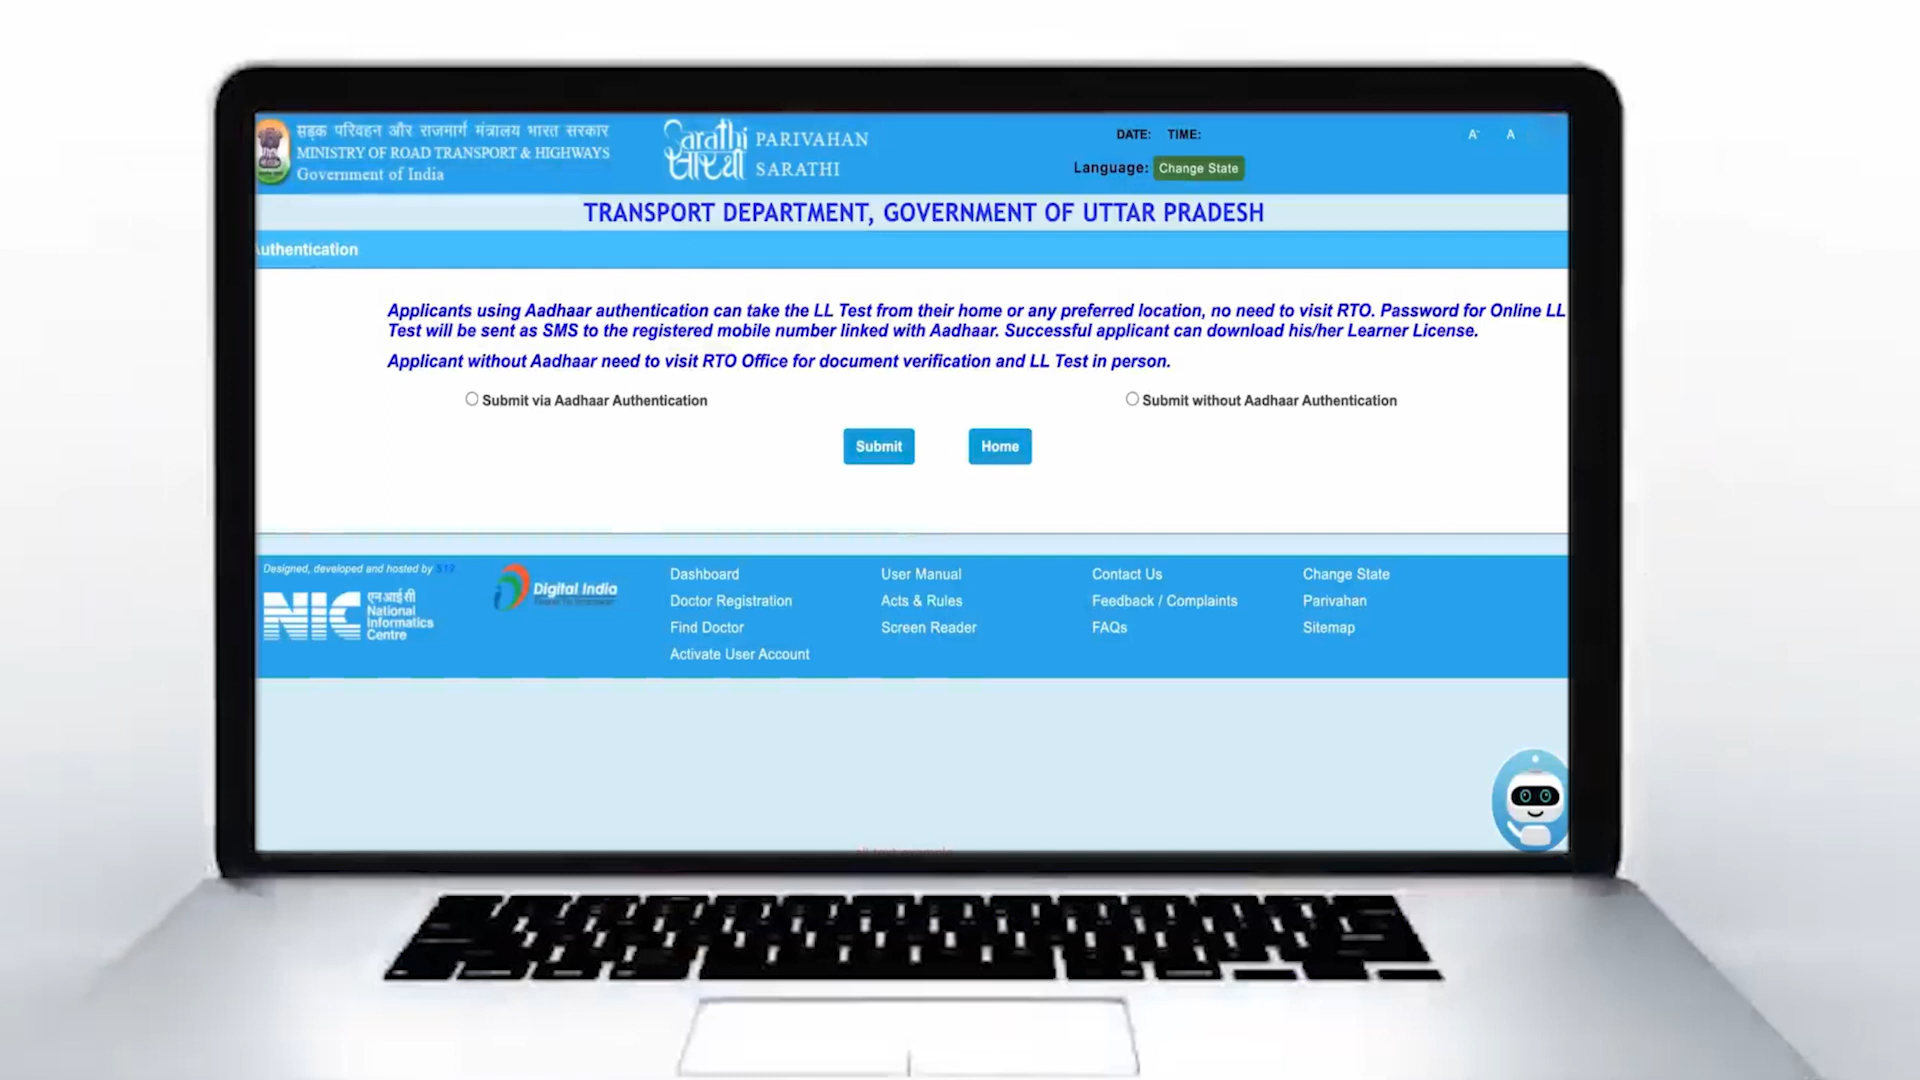 सड़क परिवहन और राजमार्ग मंत्रालय भारत सरकार
MINISTRY OF ROAD TRANSPORT & HIGHWAYS
Government of India
Sarathi
सारथी
PARIVAHAN
SARATHI
DATE: TIME:
Language: Change State
A- A
TRANSPORT DEPARTMENT, GOVERNMENT OF UTTAR PRADESH
uthentication
Applicants using Aadhaar authentication can take the LL Test from their home or any preferred location, no need to visit RTO. Password for Online LL
Test will be sent as SMS to the registered mobile number linked with Aadhaar. Successful applicant can download his/her Learner License.
Applicant without Aadhaar need to visit RTO Office for document verification and LL Test in person.
Submit via Aadhaar Authentication
Submit without Aadhaar Authentication
Submit Home
Designed, developed and hosted by S19
NIC
एन आई सी
National
Informatics
Centre
Digital India
Dashboard
Doctor Registration
Find Doctor
Activate User Account
User Manual
Acts & Rules
Screen Reader
Contact Us
Feedback / Complaints
FAQs
Change State
Parivahan
Sitemap